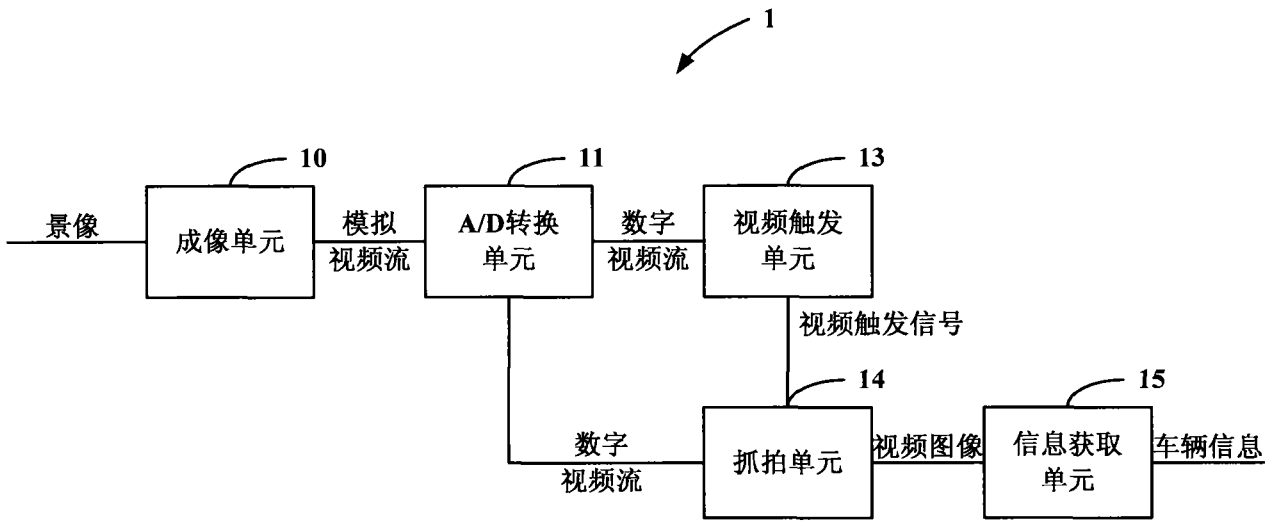 1
10
11
13
景像
成像单元
模拟
视频流
A/D转换
单元
数字
视频流
视频触发
单元
视频触发信号
14
15
数字
视频流
抓拍单元
视频图像
信息获取
单元
车辆信息